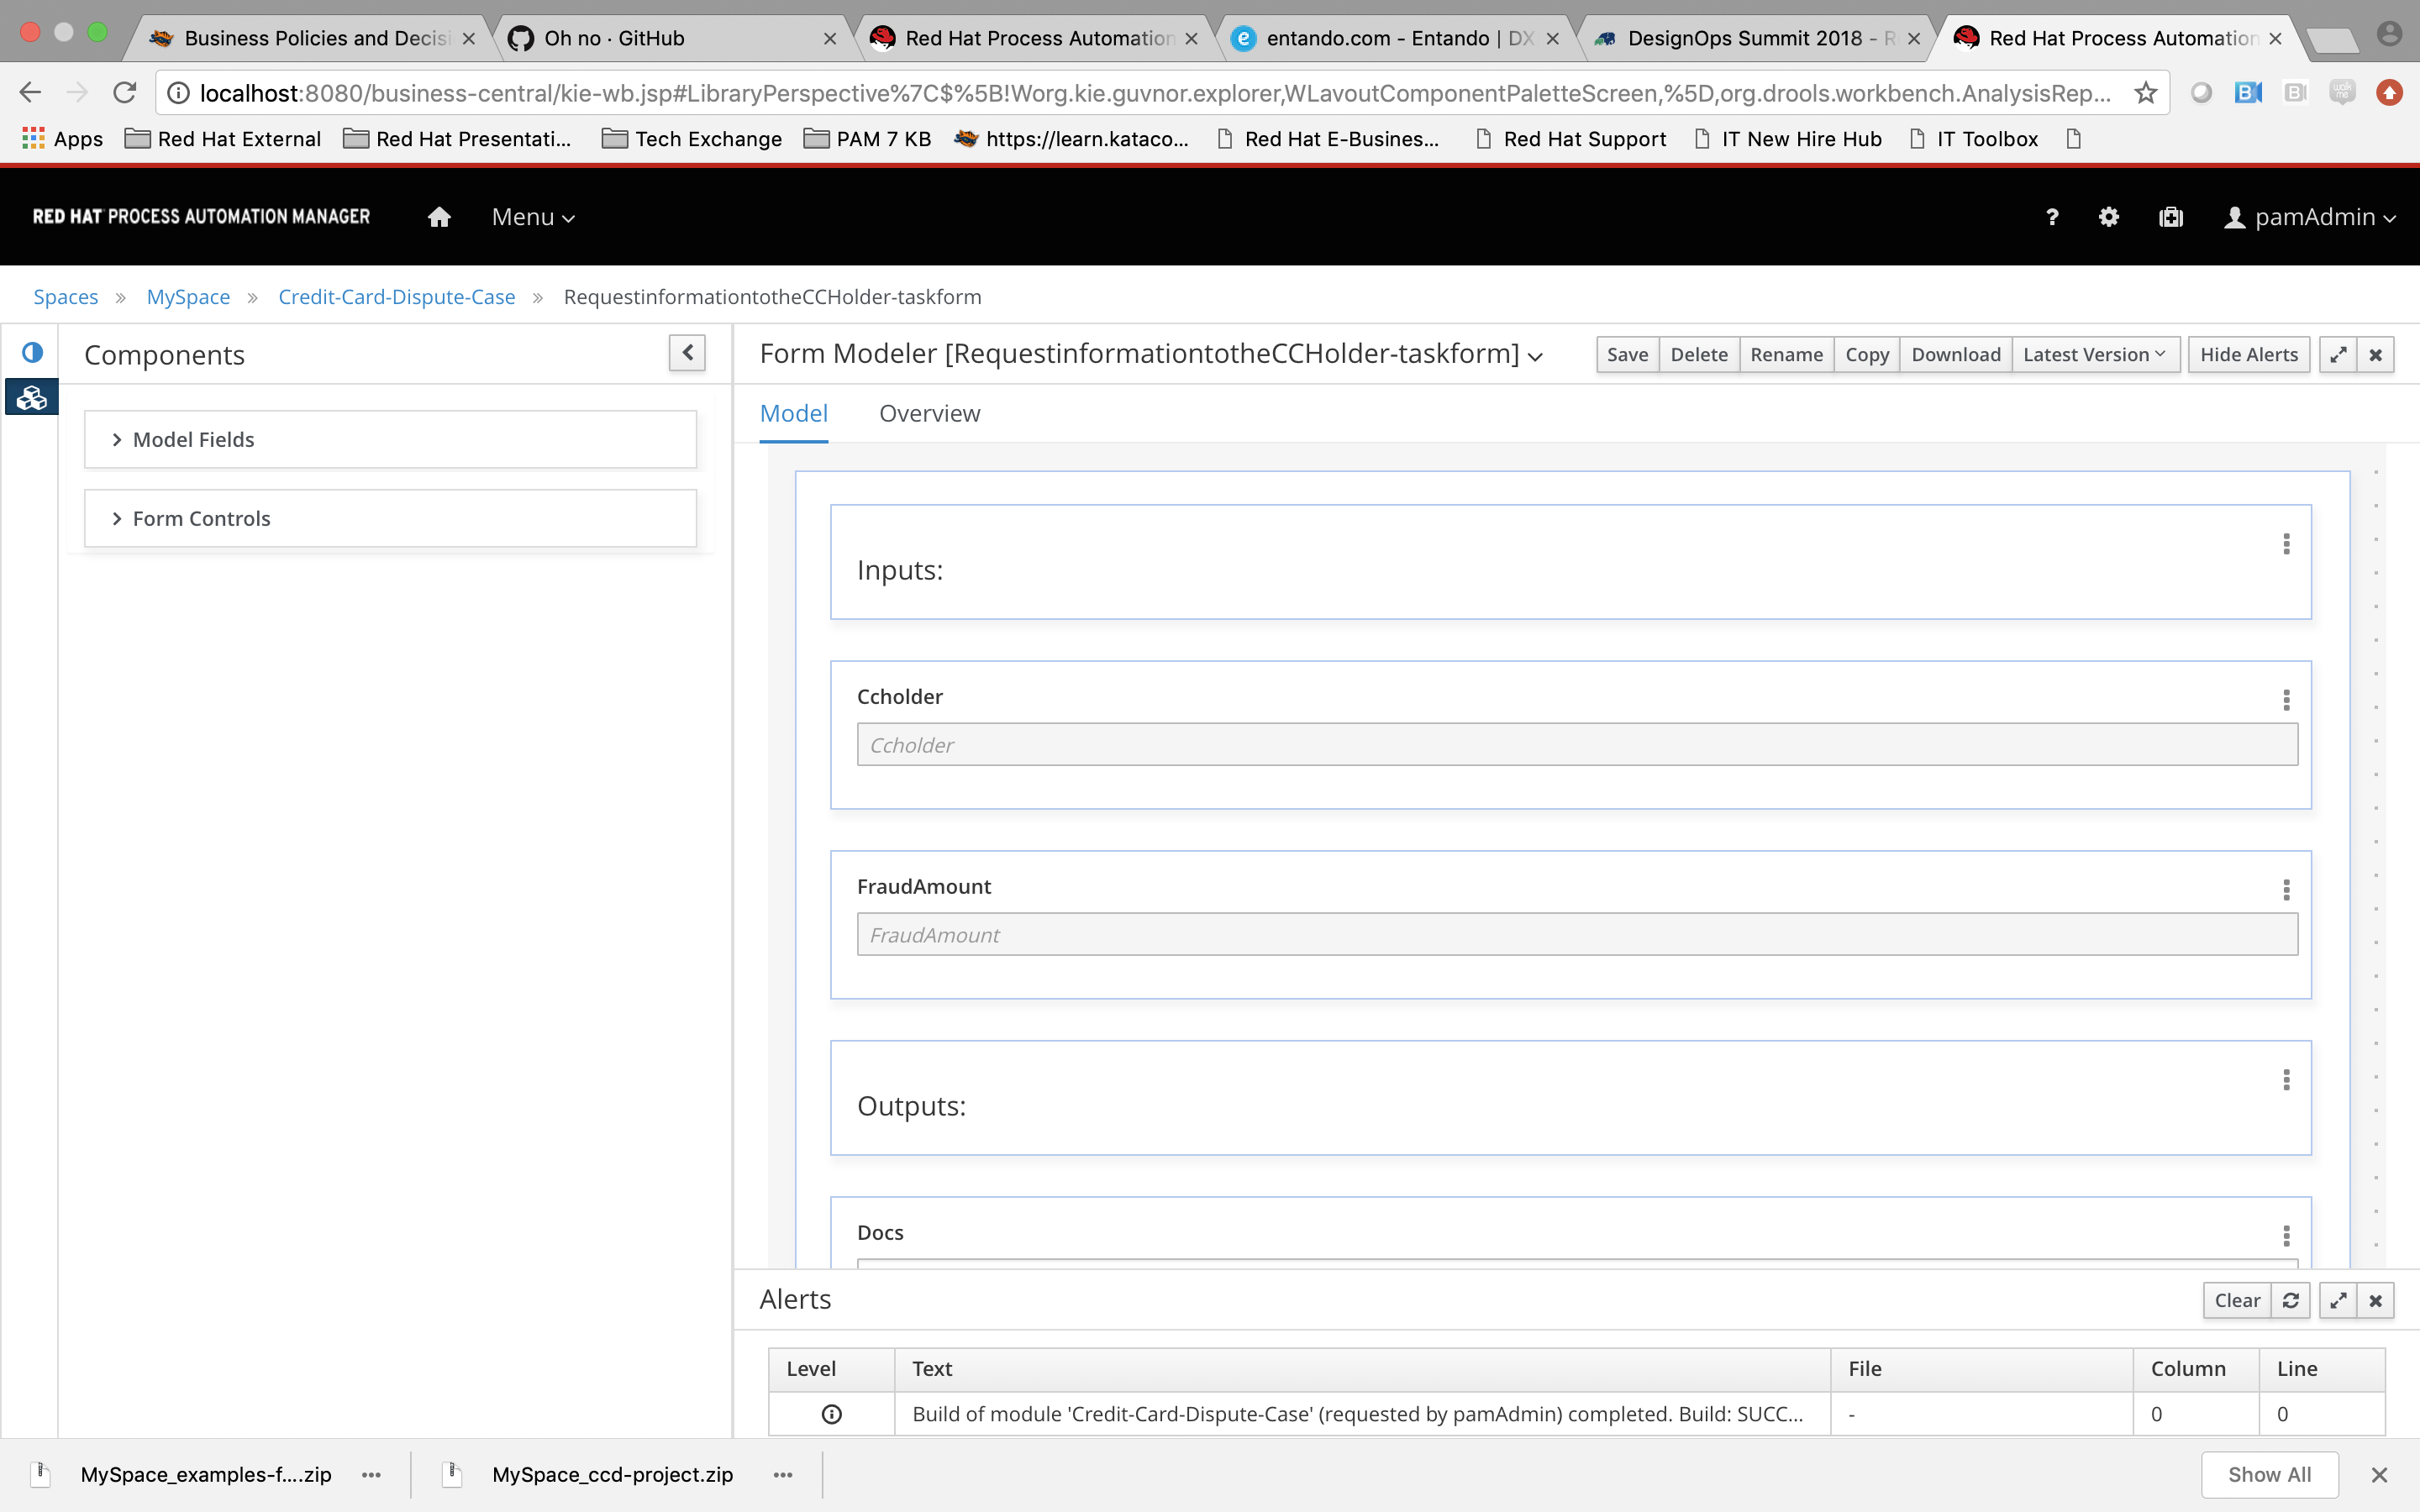 Business Policies and Decisi
Oh no · GitHub
Red Hat Process Automation
entando.com - Entando | DX
DesignOps Summit 2018 - R
Red Hat Process Automation
localhost:8080/business-central/kie-wb.jsp#LibraryPerspective%7C$%5B!Worg.kie.guvnor.explorer,WLavoutComponentPaletteScreen,%5D,org.drools.workbench.AnalysisRep...
Apps Red Hat External Red Hat Presentati... Tech Exchange PAM 7 KB https://learn.kataco... Red Hat E-Busines... Red Hat Support IT New Hire Hub IT Toolbox
RED HAT PROCESS AUTOMATION MANAGER Menu ? pamAdmin
Spaces » MySpace » Credit-Card-Dispute-Case » RequestinformationtotheCCHolder-taskform
Components
Model Fields
Form Controls
Form Modeler [RequestinformationtotheCCHolder-taskform]
Save Delete Rename Copy Download Latest Version Hide Alerts
Model Overview
Inputs:
Ccholder
Ccholder
FraudAmount
FraudAmount
Outputs:
Docs
Alerts
Clear
Level Text File Column Line
Build of module 'Credit-Card-Dispute-Case' (requested by pamAdmin) completed. Build: SUCC... - 0 0
MySpace_examples-f....zip MySpace_ccd-project.zip Show All